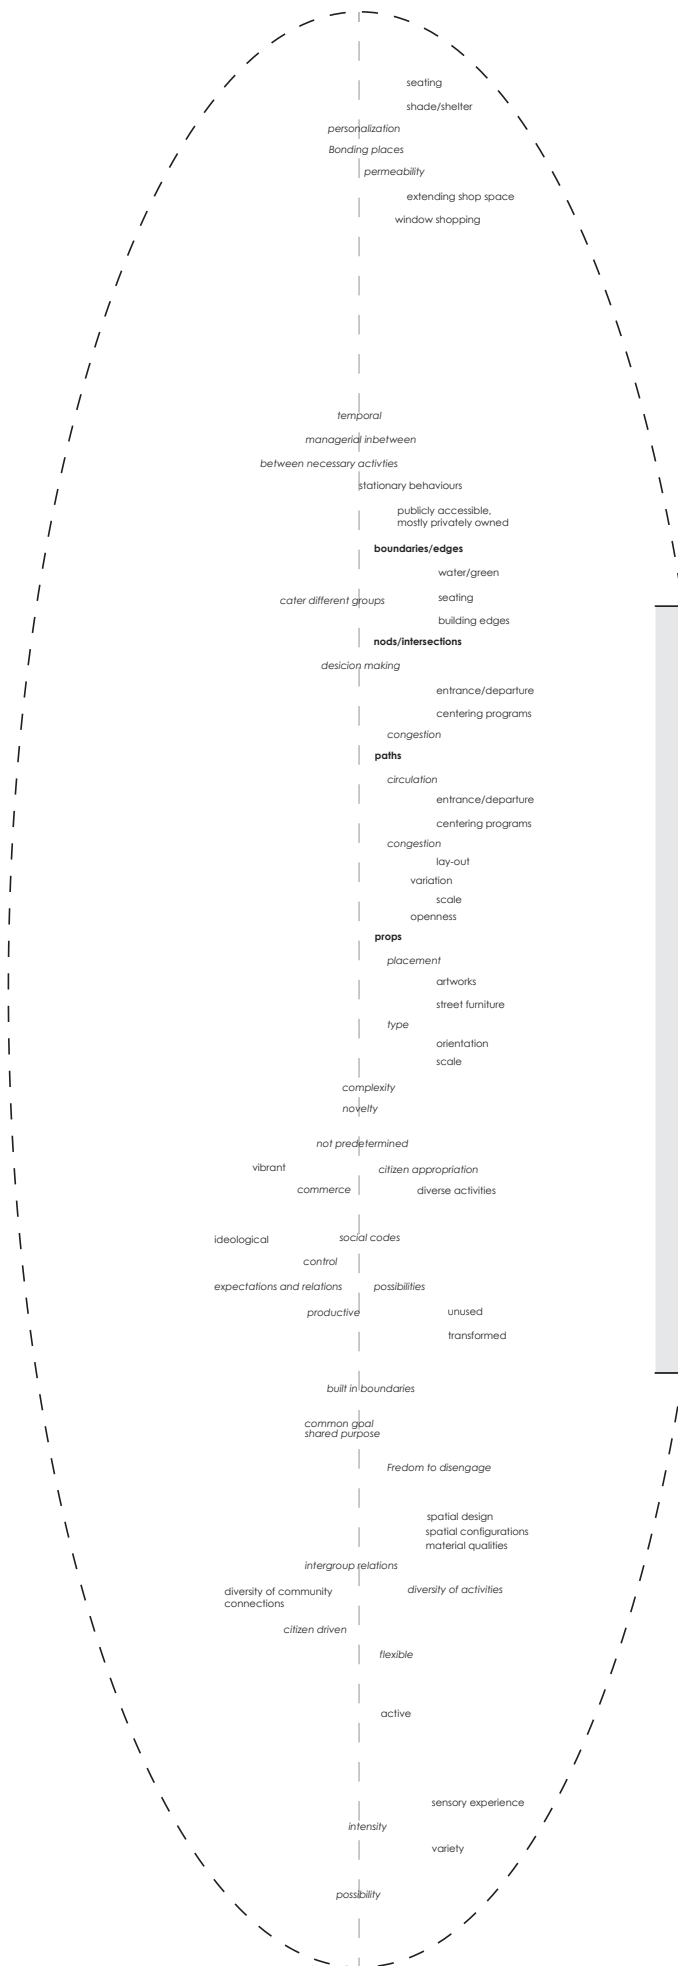 seating
shade/shelter
personalization
Bonding places
permeability
extending shop space
window shopping
temporal
managerial inbetween
between necessary activties
stationary behaviours
publicly accessible,
mostly privately owned
boundaries/edges
water/green
cater different groups
seating
building edges
nods/intersections
desicion making
entrance/departure
centering programs
congestion
paths
circulation
entrance/departure
centering programs
congestion
lay-out
variation
scale
openness
props
placement
artworks
street furniture
type
orientation
scale
complexity
novelty
not predetermined
vibrant
citizen appropriation
commerce
diverse activities
ideological
social codes
control
expectations and relations
possibilities
productive
unused
transformed
built in boundaries
common goal
shared purpose
Fredom to disengage
spatial design
spatial configurations
material qualities
intergroup relations
diversity of community
connections
diversity of activities
citizen driven
flexible
active
sensory experience
intensity
variety
possibility